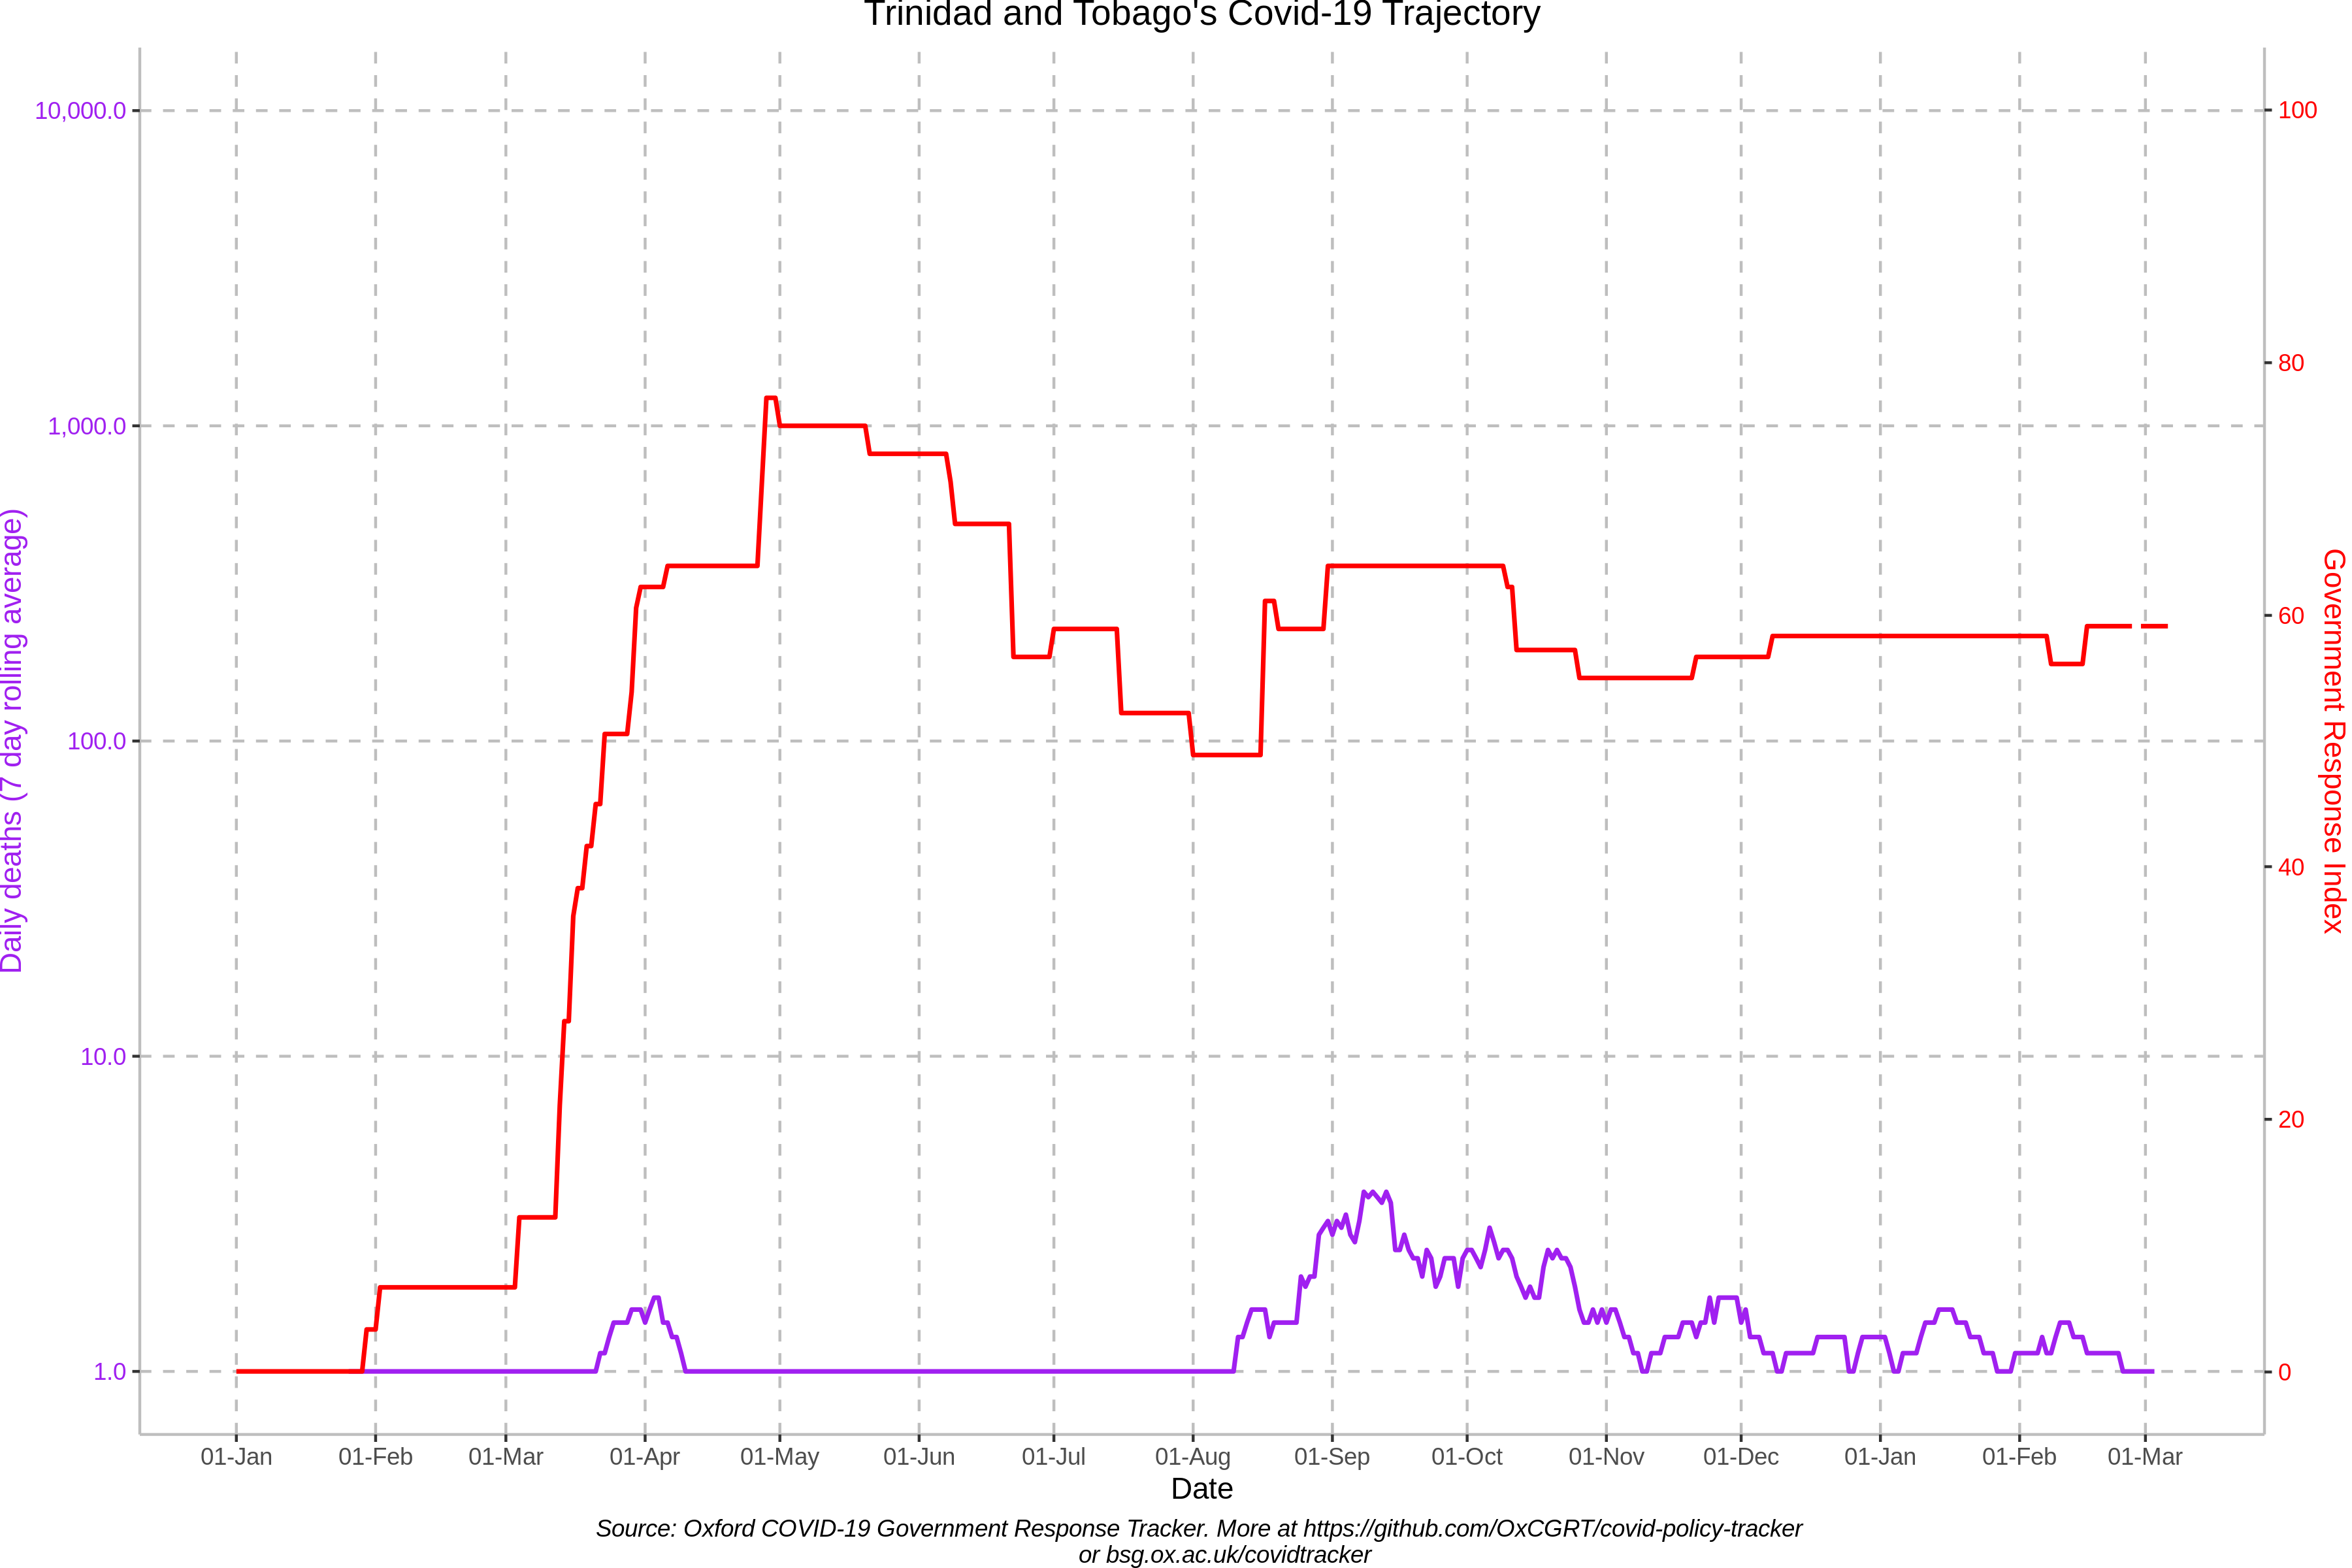 Trinidad and Tobago's Covid-19 Trajectory
10,000.0
1,000.0
100.0
10.0
1.0
Daily deaths (7 day rolling average)
100
80
60
40
20
0
Government Response Index
01-Jan 01-Feb 01-Mar 01-Apr 01-May 01-Jun 01-Jul 01-Aug 01-Sep 01-Oct 01-Nov 01-Dec 01-Jan 01-Feb 01-Mar
Date
Source: Oxford COVID-19 Government Response Tracker. More at https://github.com/OxCGRT/covid-policy-tracker
or bsg.ox.ac.uk/covidtracker